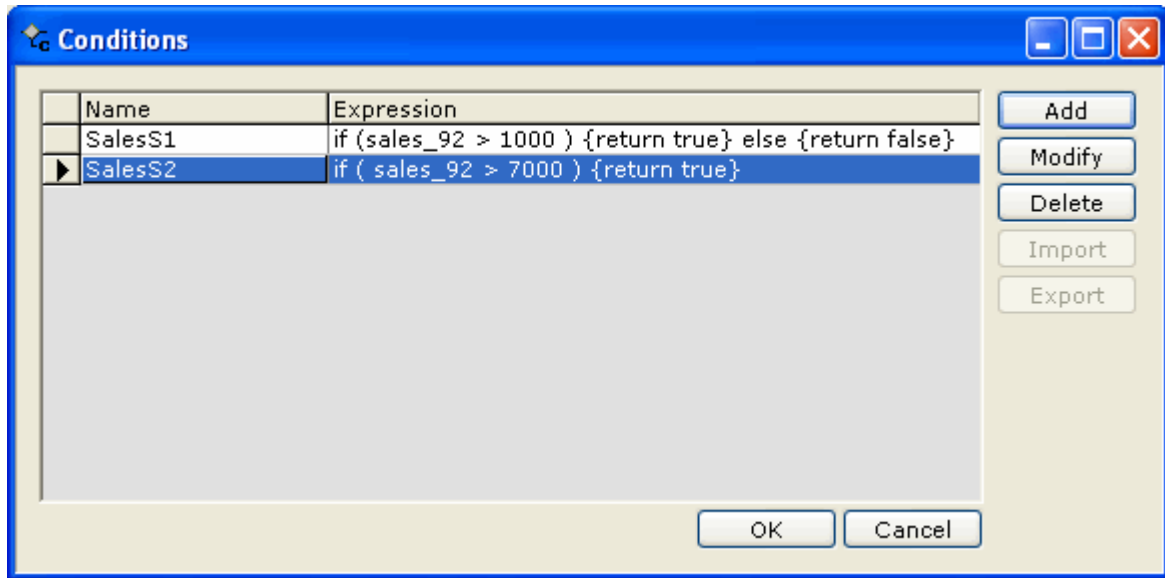 Conditions
Name Expression
SalesS1 if (sales_92 > 1000 ) {return true} else {return false}
SalesS2 if ( sales_92 > 7000 ) {return true}
Add
Modify
Delete
Import
Export
OK Cancel